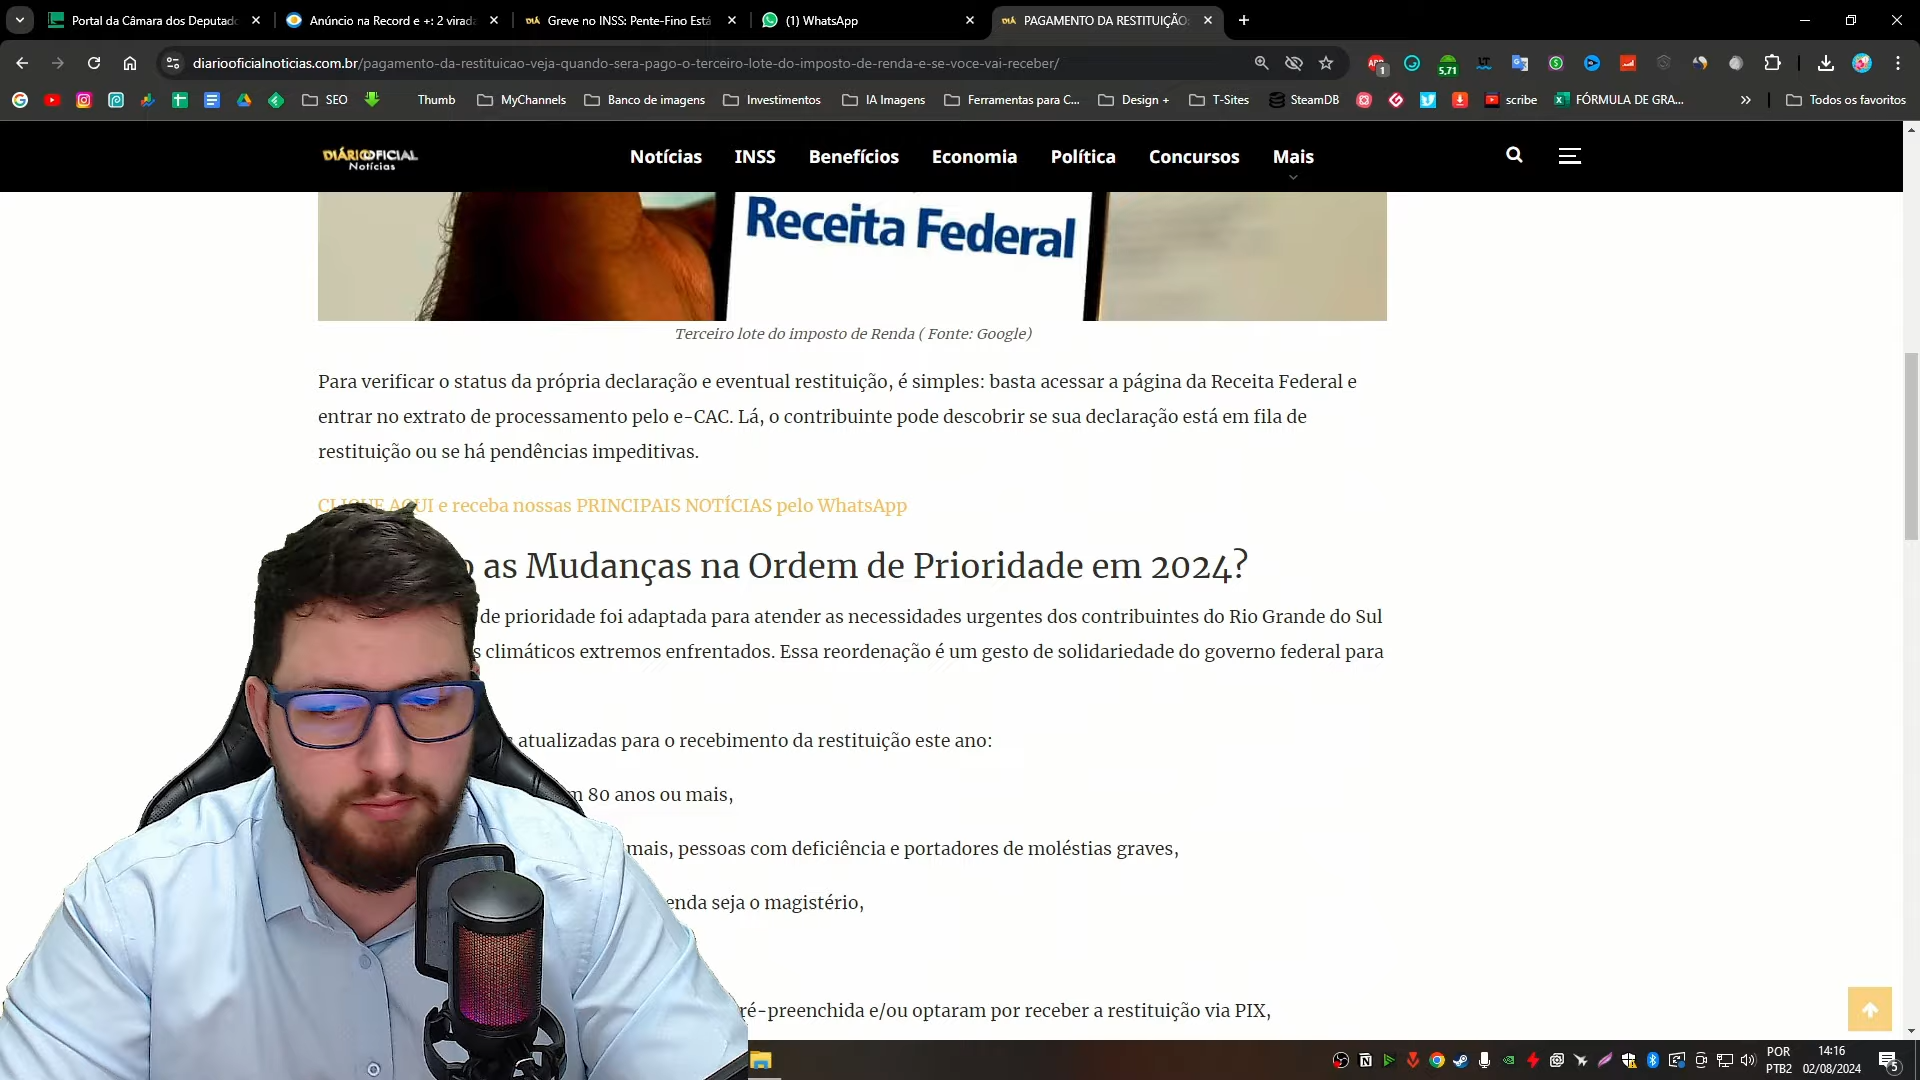 Portal da Câmara dos Deputado
Anúncio na Record e +: 2 virada
Greve no INSS: Pente-Fino Está
(1) WhatsApp
PAGAMENTO DA RESTITUIÇÃO
diariooficialnoticias.com.br/pagamento-da-restituicao-veja-quando-sera-pago-o-terceiro-lote-do-imposto-de-renda-e-se-voce-vai-receber/
1
5,71
SEO
Thumb
MyChannels
Banco de imagens
Investimentos
IA Imagens
Ferramentas para C...
Design +
T-Sites
SteamDB
scribe
FÓRMULA DE GRA...
Todos os favoritos
DIÁRIO OFICIAL
Notícias
Notícias
INSS
Benefícios
Economia
Política
Concursos
Mais
Receita Federal
Terceiro lote do imposto de Renda ( Fonte: Google)
Para verificar o status da própria declaração e eventual restituição, é simples: basta acessar a página da Receita Federal e
entrar no extrato de processamento pelo e-CAC. Lá, o contribuinte pode descobrir se sua declaração está em fila de
restituição ou se há pendências impeditivas.
CLIQUE AQUI e receba nossas PRINCIPAIS NOTÍCIAS pelo WhatsApp
as Mudanças na Ordem de Prioridade em 2024?
de prioridade foi adaptada para atender as necessidades urgentes dos contribuintes do Rio Grande do Sul
climáticos extremos enfrentados. Essa reordenação é um gesto de solidariedade do governo federal para
atualizadas para o recebimento da restituição este ano:
80 anos ou mais,
mais, pessoas com deficiência e portadores de moléstias graves,
enda seja o magistério,
ré-preenchida e/ou optaram por receber a restituição via PIX,
POR
PTB2
14:16
02/08/2024
5